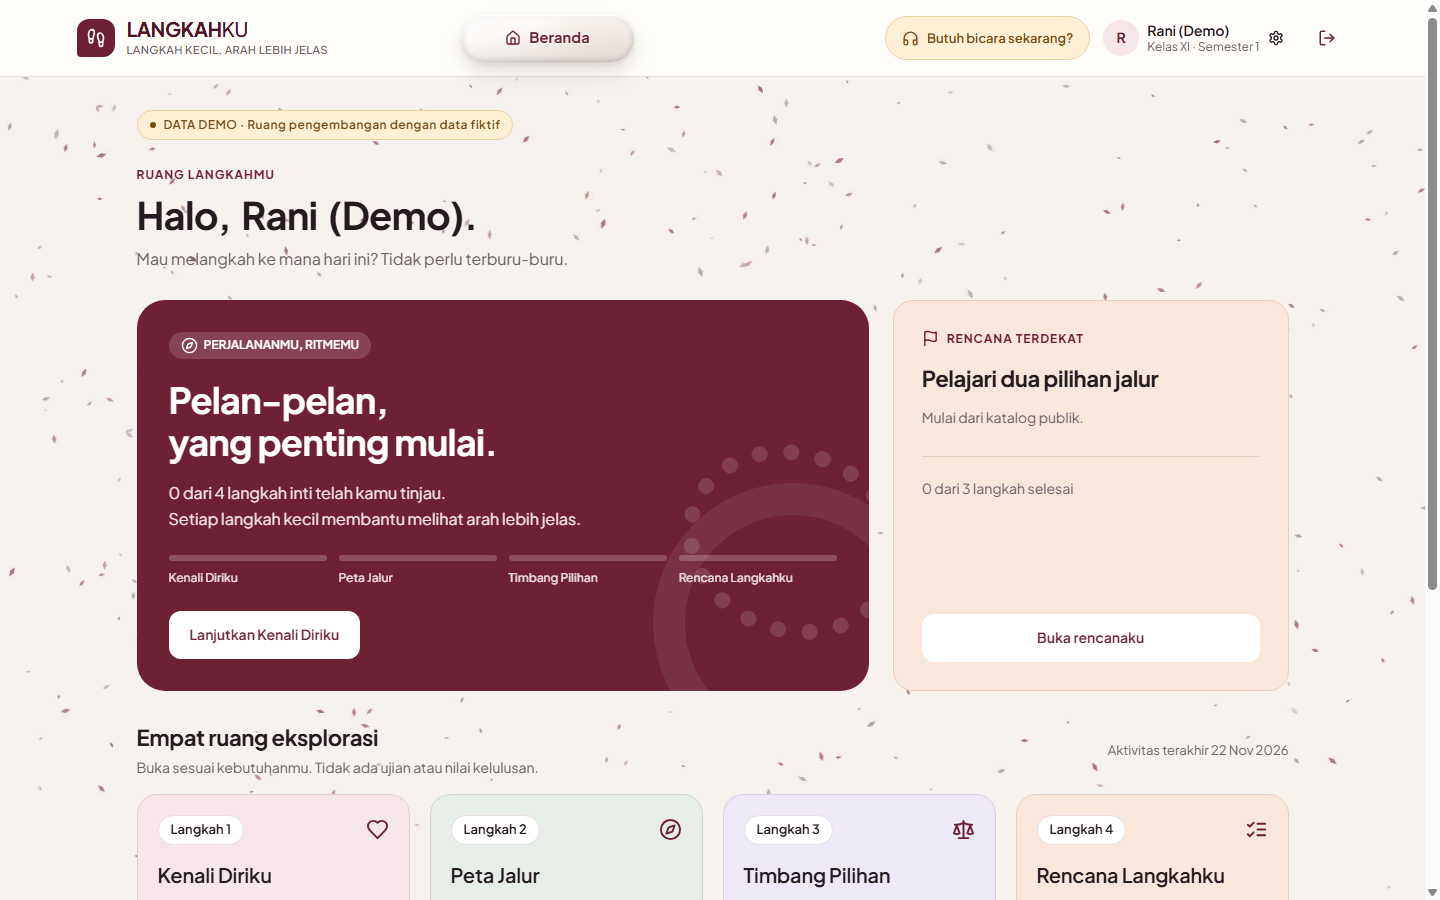 LANGKAHKU
LANGKAH KECIL, ARAH LEBIH JELAS
Beranda
Butuh bicara sekarang?
R
Rani (Demo)
Kelas XI · Semester 1
DATA DEMO · Ruang pengembangan dengan data fiktif
RUANG LANGKAHMU
Halo, Rani (Demo).
Mau melangkah ke mana hari ini? Tidak perlu terburu-buru.
PERJALANANMU, RITMEMU
Pelan-pelan,
yang penting mulai.
0 dari 4 langkah inti telah kamu tinjau.
Setiap langkah kecil membantu melihat arah lebih jelas.
Kenali Diriku
Peta Jalur
Timbang Pilihan
Rencana Langkahku
Lanjutkan Kenali Diriku
RENCANA TERDEKAT
Pelajari dua pilihan jalur
Mulai dari katalog publik.
0 dari 3 langkah selesai
Buka rencanaku
Empat ruang eksplorasi
Buka sesuai kebutuhanmu. Tidak ada ujian atau nilai kelulusan.
Aktivitas terakhir 22 Nov 2026
Langkah 1
Kenali Diriku
Langkah 2
Peta Jalur
Langkah 3
Timbang Pilihan
Langkah 4
Rencana Langkahku